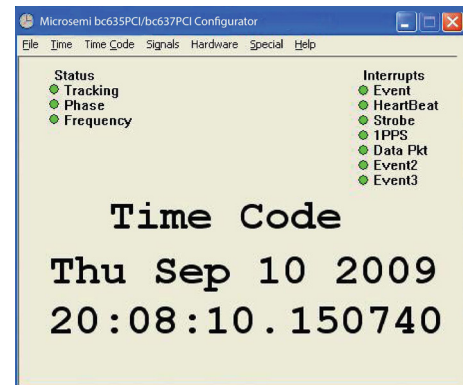 Microsemi bc635PCI/bc637PCI Configurator
File Time Time Code Signals Hardware Special Help
Status
Tracking
Phase
Frequency
Interrupts
Event
HeartBeat
Strobe
1PPS
Data Pkt
Event2
Event3
Time Code
Thu Sep 10 2009
20:08:10.150740